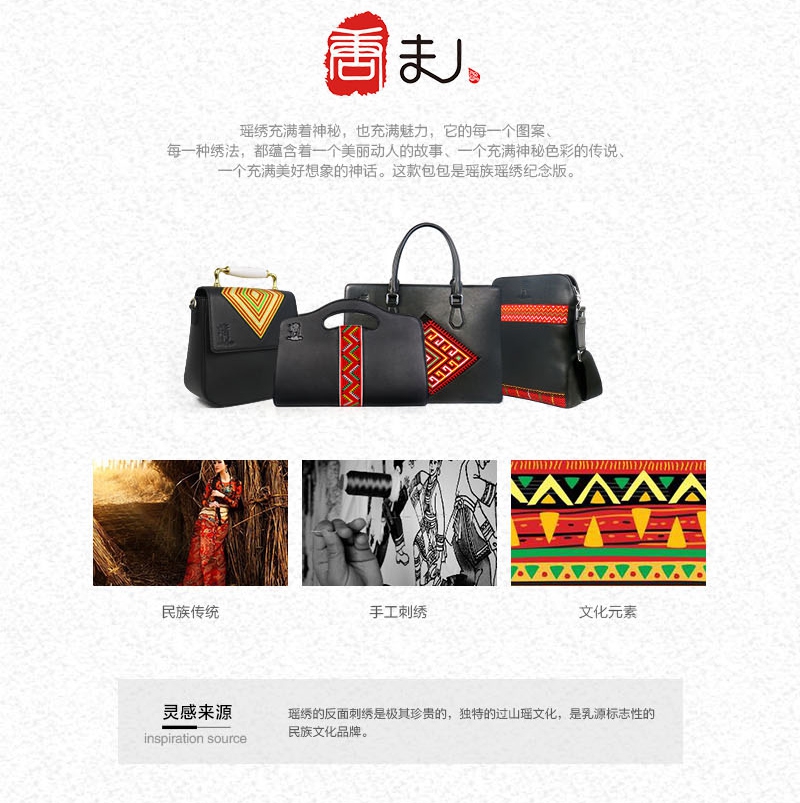 瑶绣充满着神秘，也充满魅力，它的每一个图案、
每一种绣法，都蕴含着一个美丽动人的故事、一个充满神秘色彩的传说、
一个充满美好想象的神话。这款包包是瑶族瑶绣纪念版。
民族传统
手工刺绣
文化元素
灵感来源
inspiration source
瑶绣的反面刺绣是极其珍贵的，独特的过山瑶文化，是乳源标志性的
民族文化品牌。